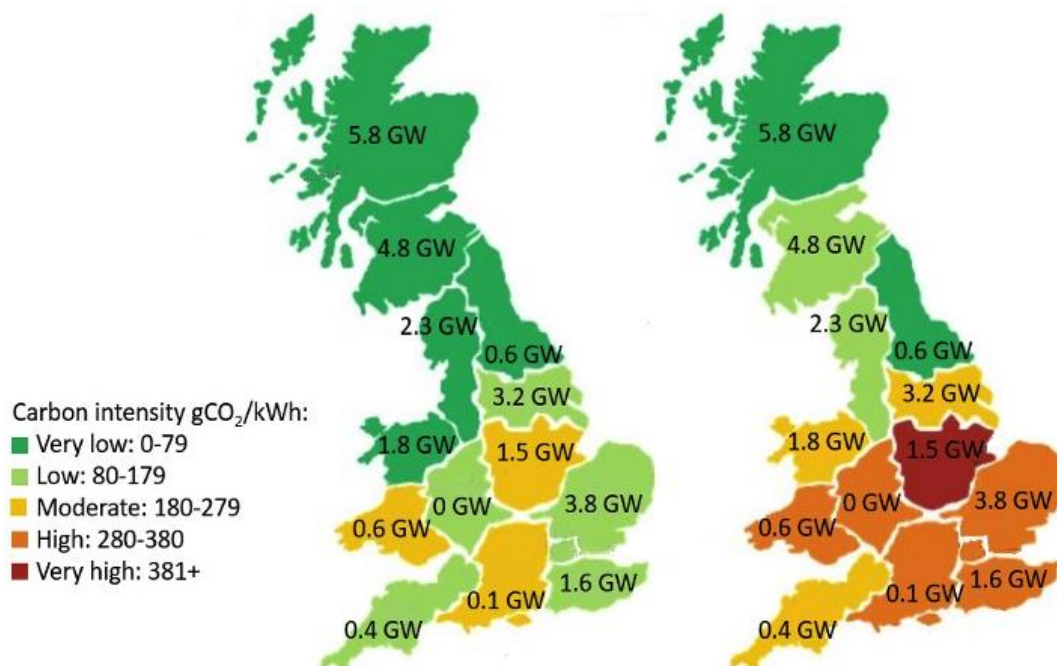 5.8 GW
4.8 GW
2.3 GW
0.6 GW
3.2 GW
1.8 GW
1.5 GW
0 GW
3.8 GW
0.6 GW
1.6 GW
0.1 GW
0.4 GW
5.8 GW
4.8 GW
2.3 GW
0.6 GW
3.2 GW
1.8 GW
1.5 GW
0 GW
3.8 GW
0.6 GW
1.6 GW
0.1 GW
0.4 GW
Carbon intensity gCO₂/kWh:
Very low: 0-79
Low: 80-179
Moderate: 180-279
High: 280-380
Very high: 381+